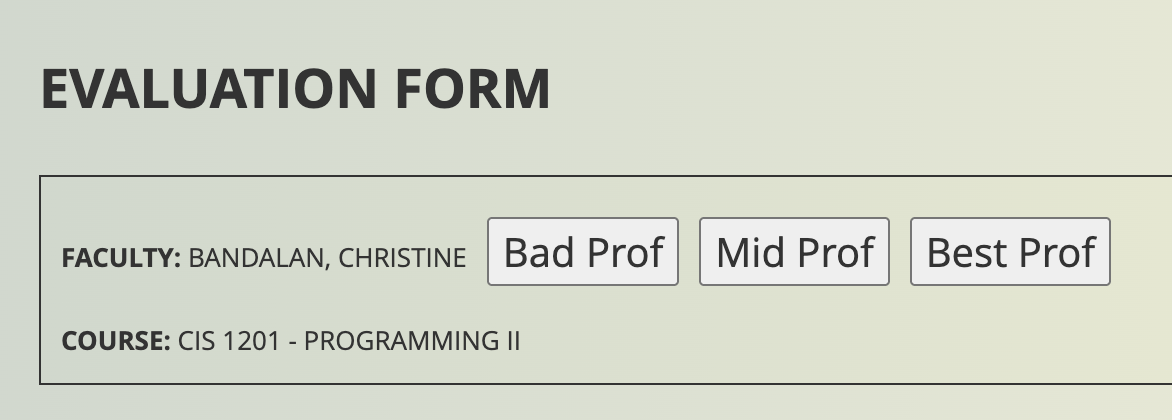 EVALUATION FORM
FACULTY: BANDALAN, CHRISTINE Bad Prof Mid Prof Best Prof
COURSE: CIS 1201 - PROGRAMMING II